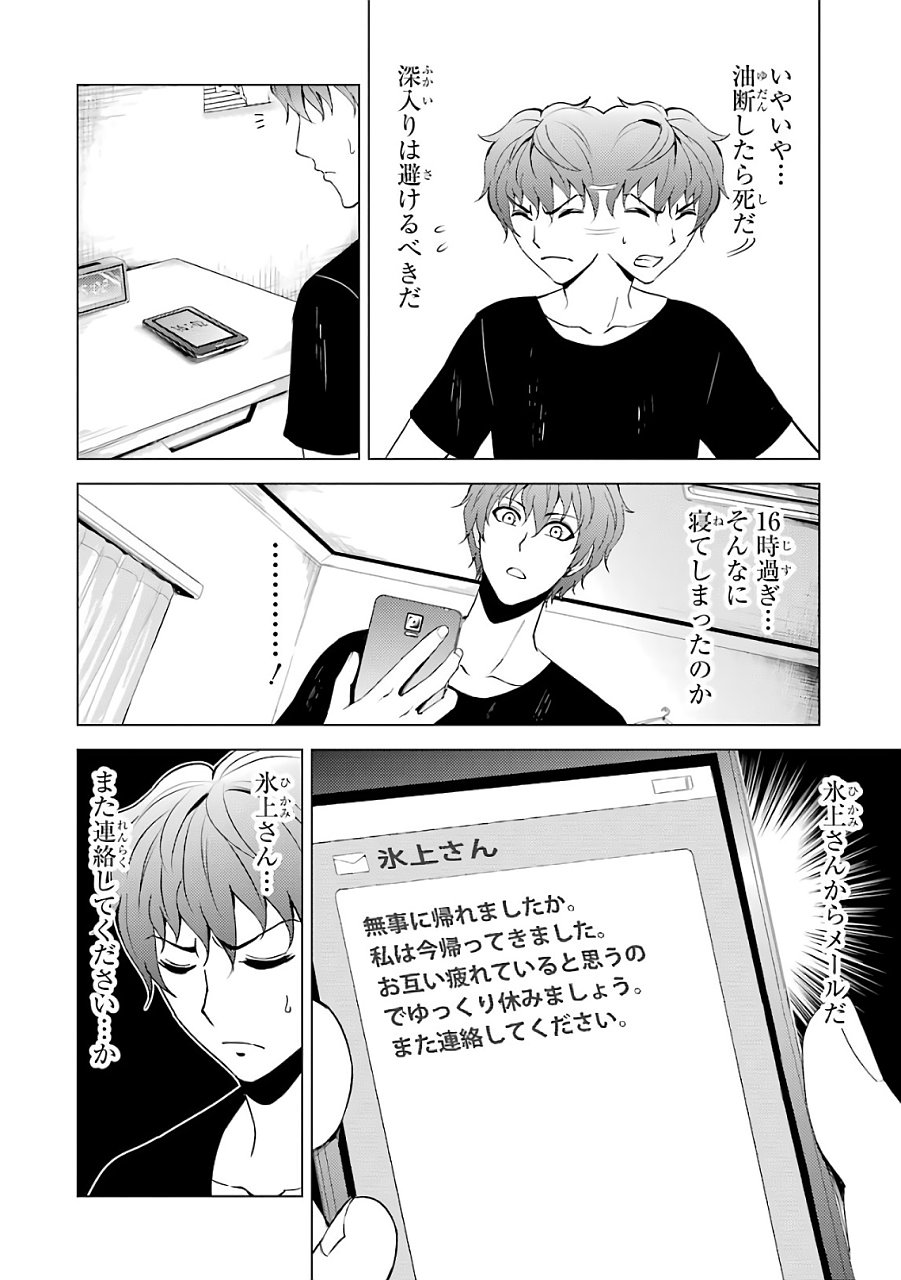 いやいや…
油断したら死だ
深入りは避けるべきだ
16時過ぎ…
そんなに
寝てしまったのか
………！
氷上さんからメールだ
氷上さん
無事に帰れましたか。
私は今帰ってきました。
お互い疲れていると思うの
でゆっくり休みましょう。
また連絡してください。
氷上さん…
また連絡してください…か